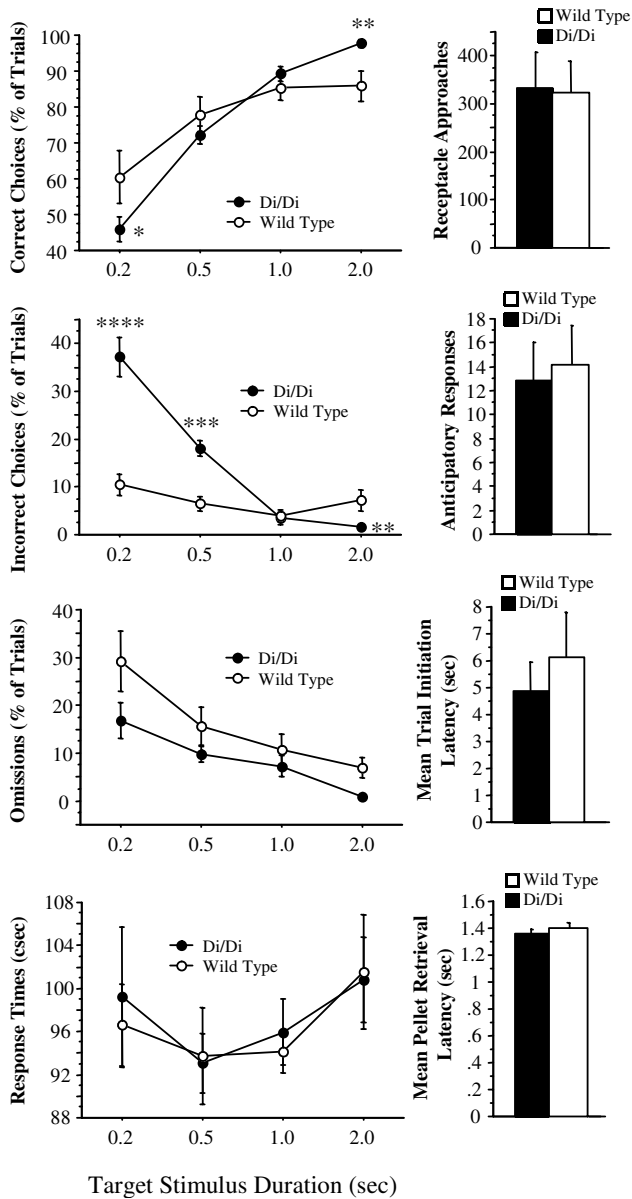 Correct Choices (% of Trials)
100
90
80
70
60
50
40
**
*
Di/Di
Wild Type
0.2 0.5 1.0 2.0
Di/Di
Wild Type
Receptacle Approaches
400
300
200
100
0
Incorrect Choices (% of Trials)
40
30
20
10
0
****
***
**
Di/Di
Wild Type
0.2 0.5 1.0 2.0
Wild Type
Di/Di
Anticipatory Responses
18
16
14
12
10
8
6
4
2
0
Omissions (% of Trials)
40
30
20
10
0
Di/Di
Wild Type
0.2 0.5 1.0 2.0
Wild Type
Di/Di
Mean Trial Initiation
Latency (sec)
8
7
6
5
4
3
2
1
0
Response Times (csec)
108
104
100
96
92
88
Di/Di
Wild Type
0.2 0.5 1.0 2.0
Wild Type
Di/Di
Mean Pellet Retrieval
Latency (sec)
1.6
1.4
1.2
1
.8
.6
.4
.2
0
Target Stimulus Duration (sec)